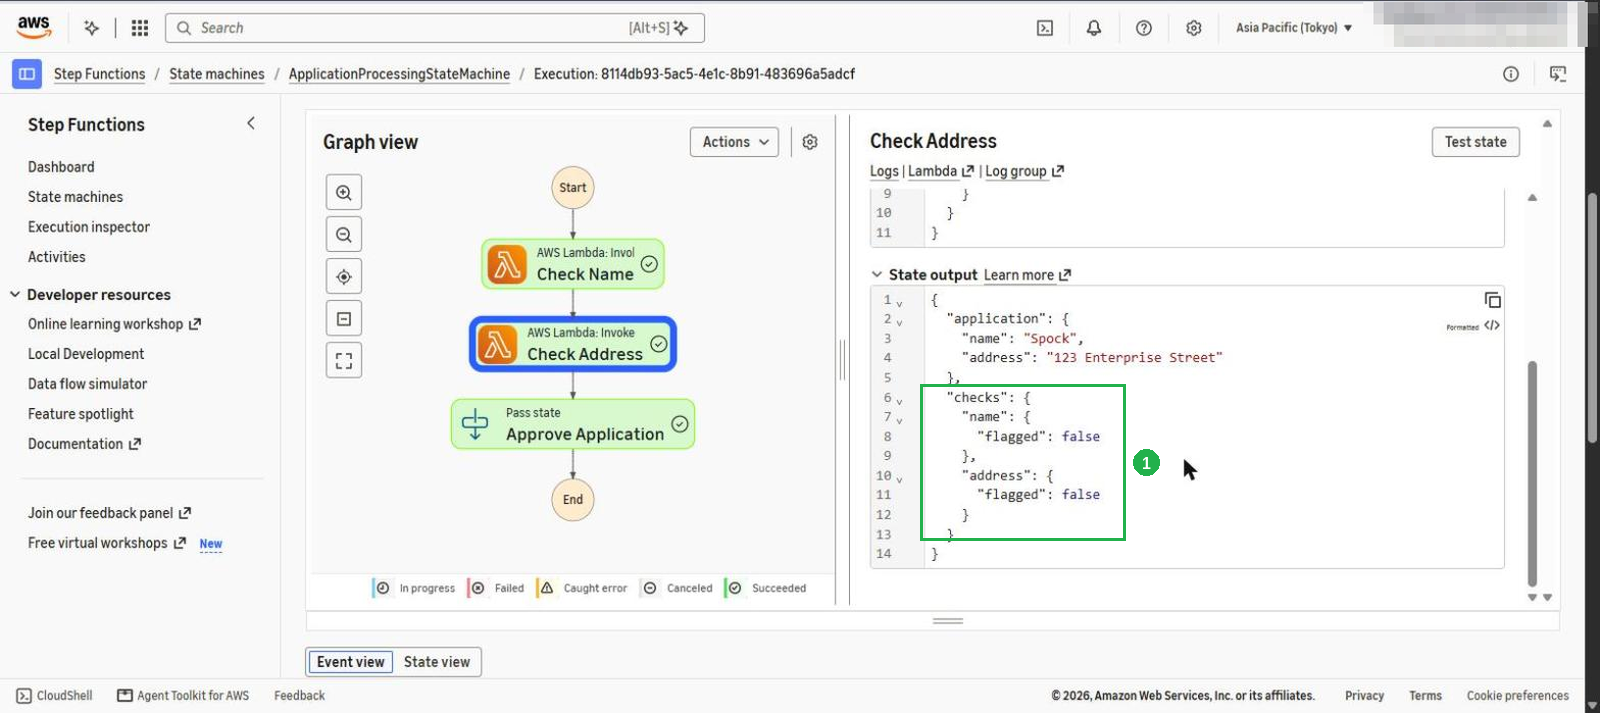 aws
Search
[Alt+S]
Asia Pacific (Tokyo)
Step Functions / State machines / ApplicationProcessingStateMachine / Execution: 8114db93-5ac5-4e1c-8b91-483696a5adcf
Step Functions
Dashboard
State machines
Execution inspector
Activities
Developer resources
Online learning workshop
Local Development
Data flow simulator
Feature spotlight
Documentation
Join our feedback panel
Free virtual workshops New
Graph view
Actions
Start
AWS Lambda: Invol
Check Name
AWS Lambda: Invoke
Check Address
Pass state
Approve Application
End
In progress
Failed
Caught error
Canceled
Succeeded
Check Address
Test state
Logs | Lambda | Log group
9 }
10 }
11 }
State output Learn more
Formatted
1 {
2 "application": {
3 "name": "Spock",
4 "address": "123 Enterprise Street"
5 },
6 "checks": {
7 "name": {
8 "flagged": false
9 },
10 "address": {
11 "flagged": false
12 }
13 }
14 }
1
Event view
State view
CloudShell
Agent Toolkit for AWS
Feedback
© 2026, Amazon Web Services, Inc. or its affiliates.
Privacy
Terms
Cookie preferences